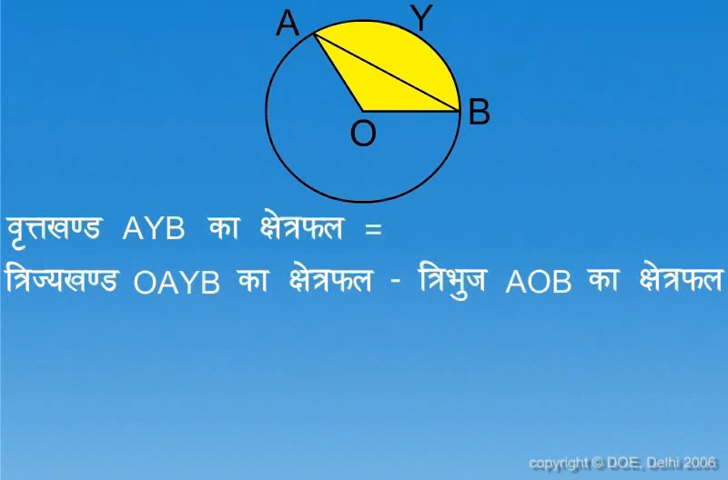 A
Y
B
O
वृत्तखण्ड AYB का क्षेत्रफल =
त्रिज्यखण्ड OAYB का क्षेत्रफल - त्रिभुज AOB का क्षेत्रफल
copyright © DOE, Delhi 2006